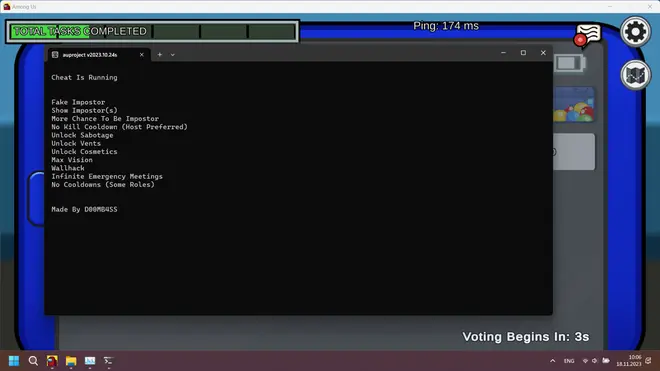 Among Us
TOTAL TASKS COMPLETED
Ping: 174 ms
auproject v2023.10.24s
Cheat Is Running
Fake Impostor
Show Impostor(s)
More Chance To Be Impostor
No Kill Cooldown (Host Preferred)
Unlock Sabotage
Unlock Vents
Unlock Cosmetics
Max Vision
Wallhack
Infinite Emergency Meetings
No Cooldowns (Some Roles)
Made By D00MB4SS
Voting Begins In: 3s
ENG
10:06
18.11.2023